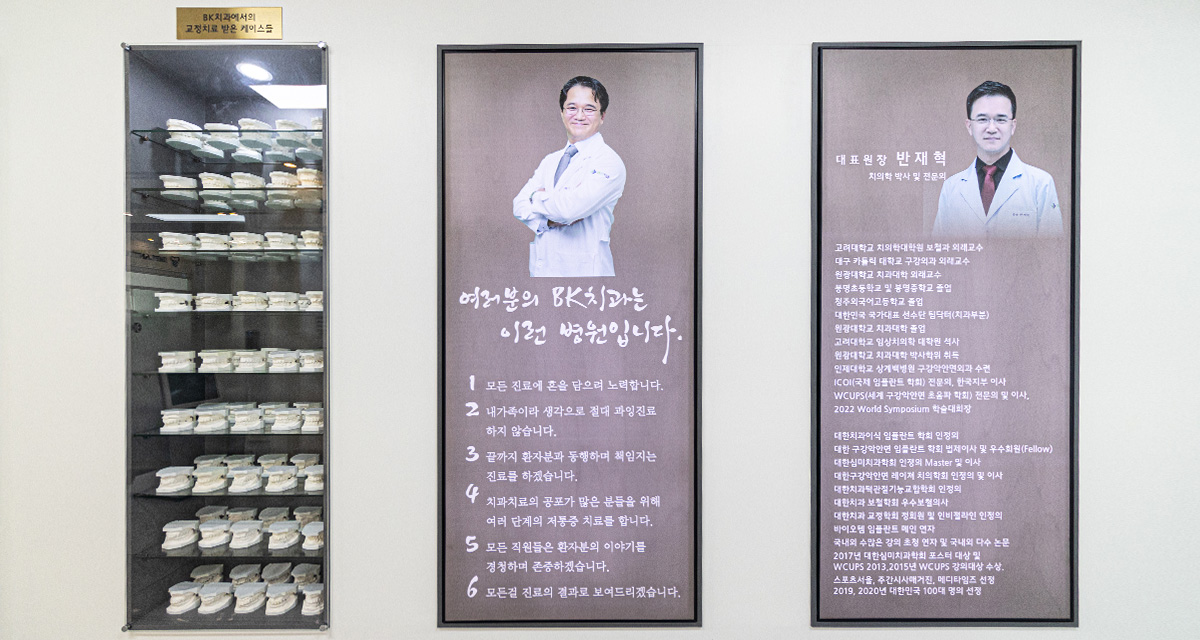 BK치과에서의
교정치료 받은 케이스들
여러분의 BK치과는
이런 병원입니다.
1 모든 진료에 혼을 담으려 노력합니다.
2 내가족이라 생각으로 절대 과잉진료
하지 않습니다.
3 끝까지 환자분과 동행하며 책임지는
진료를 하겠습니다.
4 치과치료의 공포가 많은 분들을 위해
여러 단계의 저통증 치료를 합니다.
5 모든 직원들은 환자분의 이야기를
경청하며 존중하겠습니다.
6 모든걸 진료의 결과로 보여드리겠습니다.
대표원장 반재혁
치의학 박사 및 전문의
고려대학교 치의학대학원 보철과 외래교수
대구 카톨릭 대학교 구강외과 외래교수
원광대학교 치과대학 외래교수
봉명초등학교 및 봉명중학교 졸업
청주외국어고등학교 졸업
대한민국 국가대표 선수단 팀닥터(치과부분)
원광대학교 치과대학 졸업
고려대학교 임상치의학 대학원 석사
원광대학교 치과대학 박사학위 취득
인제대학교 상계백병원 구강악안면외과 수련
ICOI(국제 임플란트 학회) 전문의, 한국지부 이사
WCUPS(세계 구강악안면 초음파 학회) 전문의 및 이사,
2022 World Symposium 학술대회장
대한치과이식 임플란트 학회 인정의
대한 구강악안면 임플란트 학회 법제이사 및 우수회원(Fellow)
대한심미치과학회 인정의 Master 및 이사
대한구강악안면 레이저 치의학회 인정의 및 이사
대한치과턱관절기능교합학회 인정의
대한치과 보철학회 우수보철의사
대한치과 교정학회 정회원 및 인비절라인 인정의
바이오템 임플란트 메인 연자
국내외 수많은 강의 초청 연자 및 국내외 다수 논문
2017년 대한심미치과학회 포스터 대상 및
WCUPS 2013,2015년 WCUPS 강의대상 수상.
스포츠서울, 주간시사매거진, 메디타임즈 선정
2019, 2020년 대한민국 100대 명의 선정